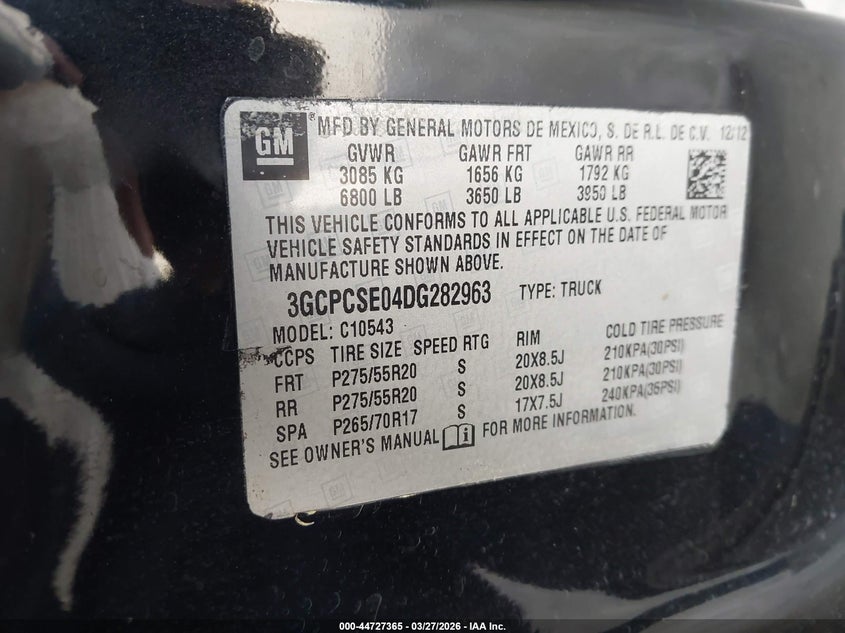 GM MFD BY GENERAL MOTORS DE MEXICO, S. DE R.L. DE C.V. 12/12
GVWR GAWR FRT GAWR RR
3085 KG 1656 KG 1792 KG
6800 LB 3650 LB 3950 LB
THIS VEHICLE CONFORMS TO ALL APPLICABLE U.S. FEDERAL MOTOR
VEHICLE SAFETY STANDARDS IN EFFECT ON THE DATE OF
MANUFACTURE SHOWN ABOVE.
3GCPCSE04DG282963 TYPE: TRUCK
MODEL: C10543
CCPS TIRE SIZE SPEED RTG RIM COLD TIRE PRESSURE
FRT P275/55R20 S 20X8.5J 210KPA(30PSI)
RR P275/55R20 S 20X8.5J 210KPA(30PSI)
SPA P265/70R17 S 17X7.5J 240KPA(35PSI)
SEE OWNER'S MANUAL FOR MORE INFORMATION.
000-44727365 - 03/27/2026 - IAA Inc.